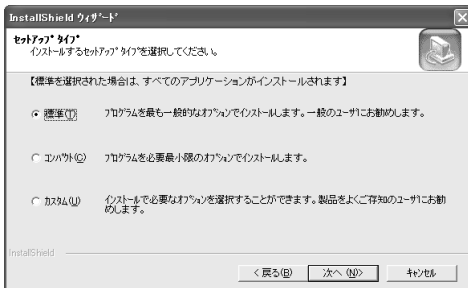 InstallShield ｳｨｻﾞｰﾄﾞ
ｾｯﾄｱｯﾌﾟ ﾀｲﾌﾟ
ｲﾝｽﾄｰﾙするｾｯﾄｱｯﾌﾟ ﾀｲﾌﾟを選択してください。
【標準を選択された場合は、すべてのアプリケーションがインストールされます】
標準(T) ﾌﾟﾛｸﾞﾗﾑを最も一般的なｵﾌﾟｼｮﾝでｲﾝｽﾄｰﾙします。一般のﾕｰｻﾞにお勧めします。
ｺﾝﾊﾟｸﾄ(C) ﾌﾟﾛｸﾞﾗﾑを必要最小限のｵﾌﾟｼｮﾝでｲﾝｽﾄｰﾙします。
ｶｽﾀﾑ(U) ｲﾝｽﾄｰﾙで必要なｵﾌﾟｼｮﾝを選択することができます。製品をよくご存知のﾕｰｻﾞにお勧
めします。
InstallShield
< 戻る(B) 次へ (N)> ｷｬﾝｾﾙ